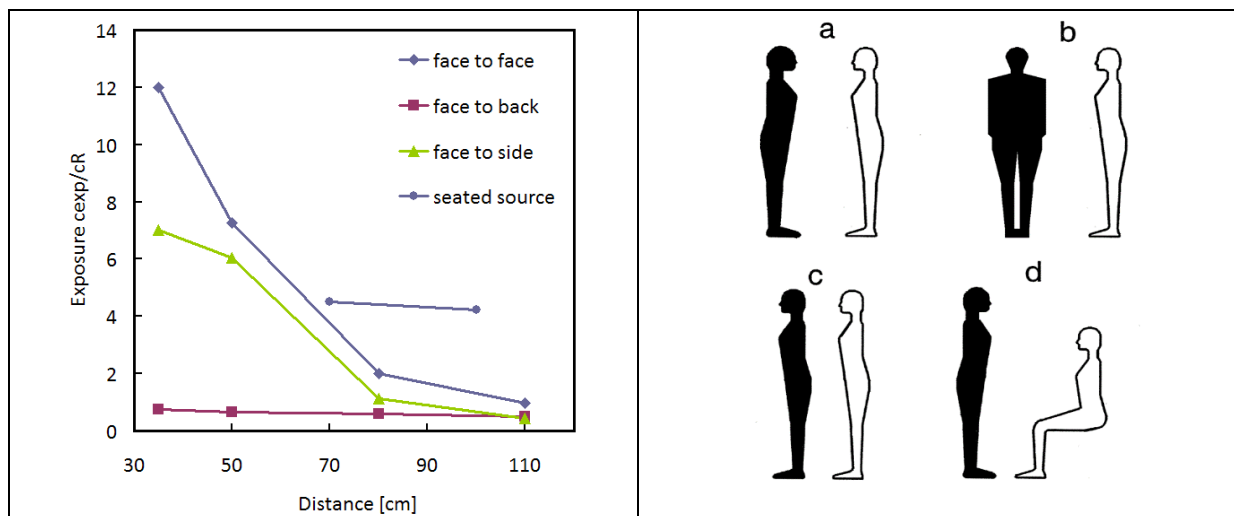 14
12
10
8
6
4
2
0
Exposure cexp/cR
face to face
face to back
face to side
seated source
30 50 70 90 110
Distance [cm]
a b
c d